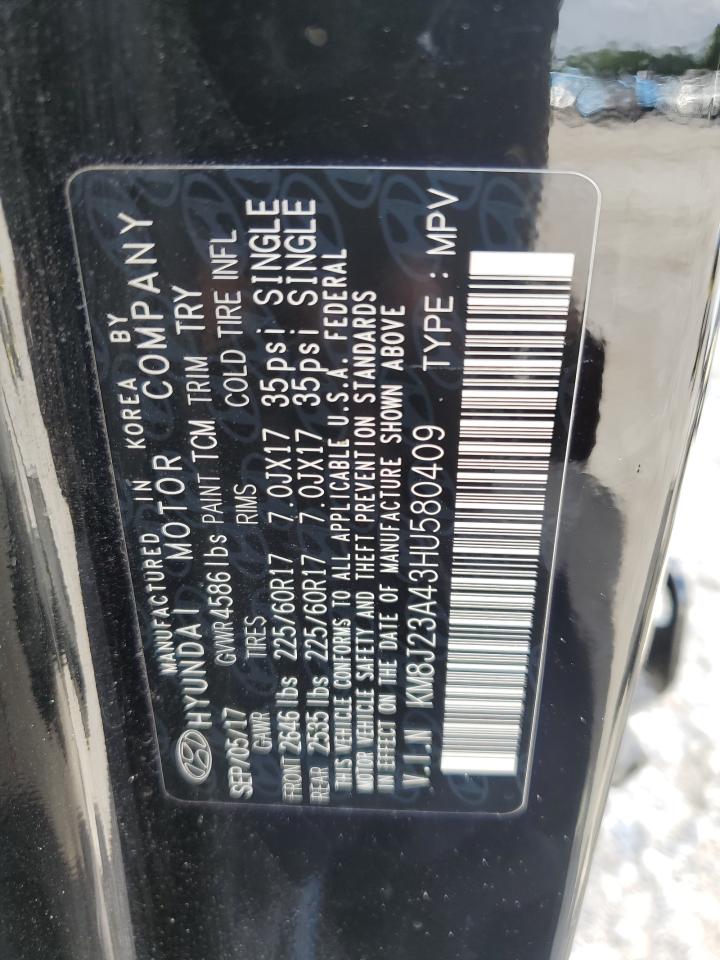 MANUFACTURED IN KOREA BY
HYUNDAI MOTOR COMPANY
SEP/05/17 GVWR 4586 lbs PAINT TCM TRIM TRY
GAWR TIRES RIMS COLD TIRE INFL
FRONT 2646 lbs 225/60R17 7.0JX17 35psi SINGLE
REAR 2535 lbs 225/60R17 7.0JX17 35psi SINGLE
THIS VEHICLE CONFORMS TO ALL APPLICABLE U.S.A. FEDERAL
MOTOR VEHICLE SAFETY AND THEFT PREVENTION STANDARDS
IN EFFECT ON THE DATE OF MANUFACTURE SHOWN ABOVE
V.I.N KM8J23A43HU580409 TYPE : MPV